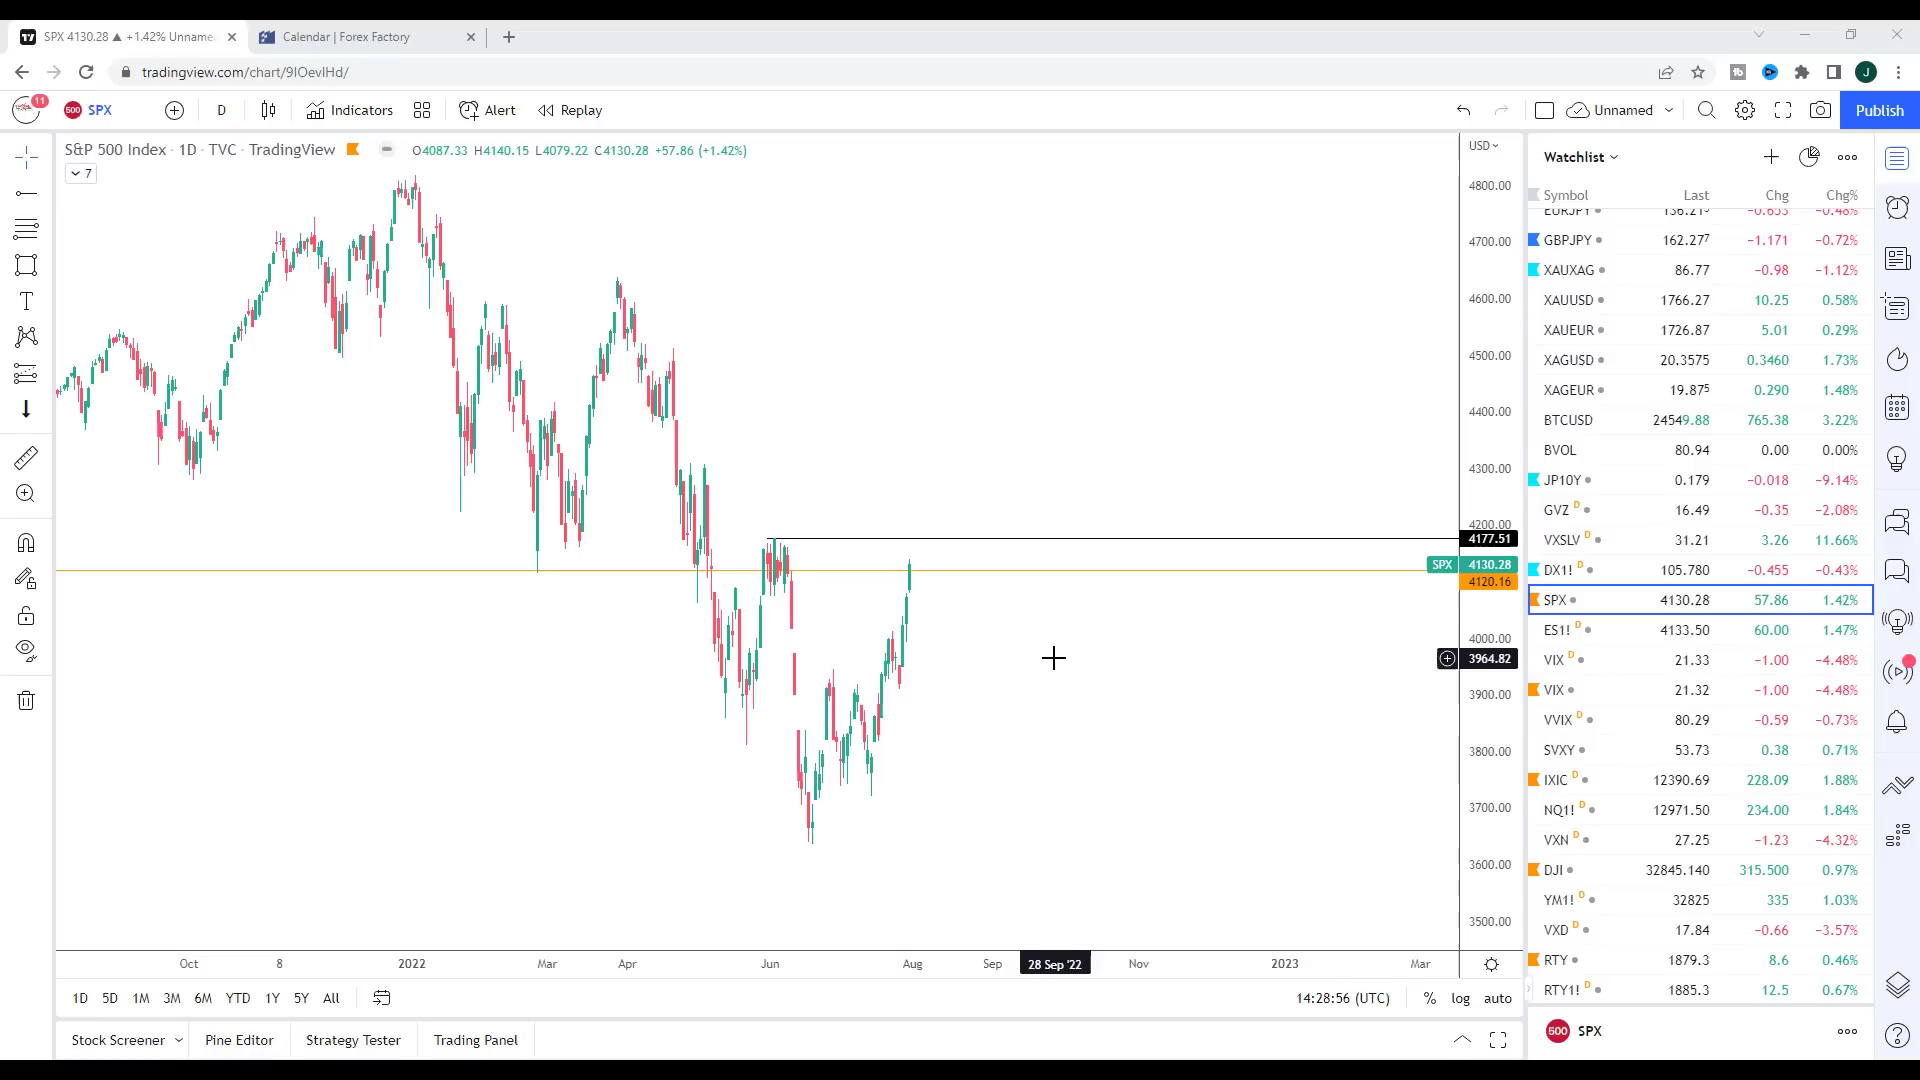 SPX 4130.28 ▲ +1.42% Unname
Calendar | Forex Factory
tradingview.com/chart/9IOevIHd/
J
11
500 SPX
D
Indicators
Alert
Replay
Unnamed
Publish
S&P 500 Index · 1D · TVC · TradingView
O4087.33 H4140.15 L4079.22 C4130.28 +57.86 (+1.42%)
7
USD
4800.00
4700.00
4600.00
4500.00
4400.00
4300.00
4200.00
4177.51
SPX 4130.28
4120.16
4000.00
3964.82
3900.00
3800.00
3700.00
3600.00
3500.00
Oct 8 2022 Mar Apr Jun Aug Sep 28 Sep '22 Nov 2023 Mar
1D 5D 1M 3M 6M YTD 1Y 5Y All
14:28:56 (UTC) % log auto
Stock Screener Pine Editor Strategy Tester Trading Panel
Watchlist
Symbol Last Chg Chg%
EURJPY 136.219 −0.653 −0.48%
GBPJPY 162.277 −1.171 −0.72%
XAUXAG 86.77 −0.98 −1.12%
XAUUSD 1766.27 10.25 0.58%
XAUEUR 1726.87 5.01 0.29%
XAGUSD 20.3575 0.3460 1.73%
XAGEUR 19.875 0.290 1.48%
BTCUSD 24549.88 765.38 3.22%
BVOL 80.94 0.00 0.00%
JP10Y 0.179 −0.018 −9.14%
GVZ D 16.49 −0.35 −2.08%
VXSLV D 31.21 3.26 11.66%
DX1! D 105.780 −0.455 −0.43%
SPX 4130.28 57.86 1.42%
ES1! D 4133.50 60.00 1.47%
VIX D 21.33 −1.00 −4.48%
VIX 21.32 −1.00 −4.48%
VVIX D 80.29 −0.59 −0.73%
SVXY 53.73 0.38 0.71%
IXIC D 12390.69 228.09 1.88%
NQ1! D 12971.50 234.00 1.84%
VXN D 27.25 −1.23 −4.32%
DJI 32845.140 315.500 0.97%
YM1! D 32825 335 1.03%
VXD D 17.84 −0.66 −3.57%
RTY 1879.3 8.6 0.46%
RTY1! D 1885.3 12.5 0.67%
500 SPX